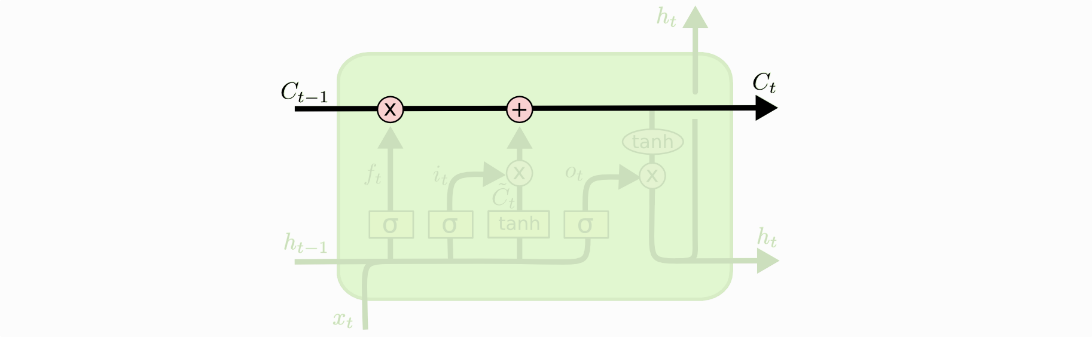 h_t
C_{t-1} x + C_t
tanh
f_t i_t x o_t x
C̃_t
σ σ tanh σ
h_{t-1} h_t
x_t